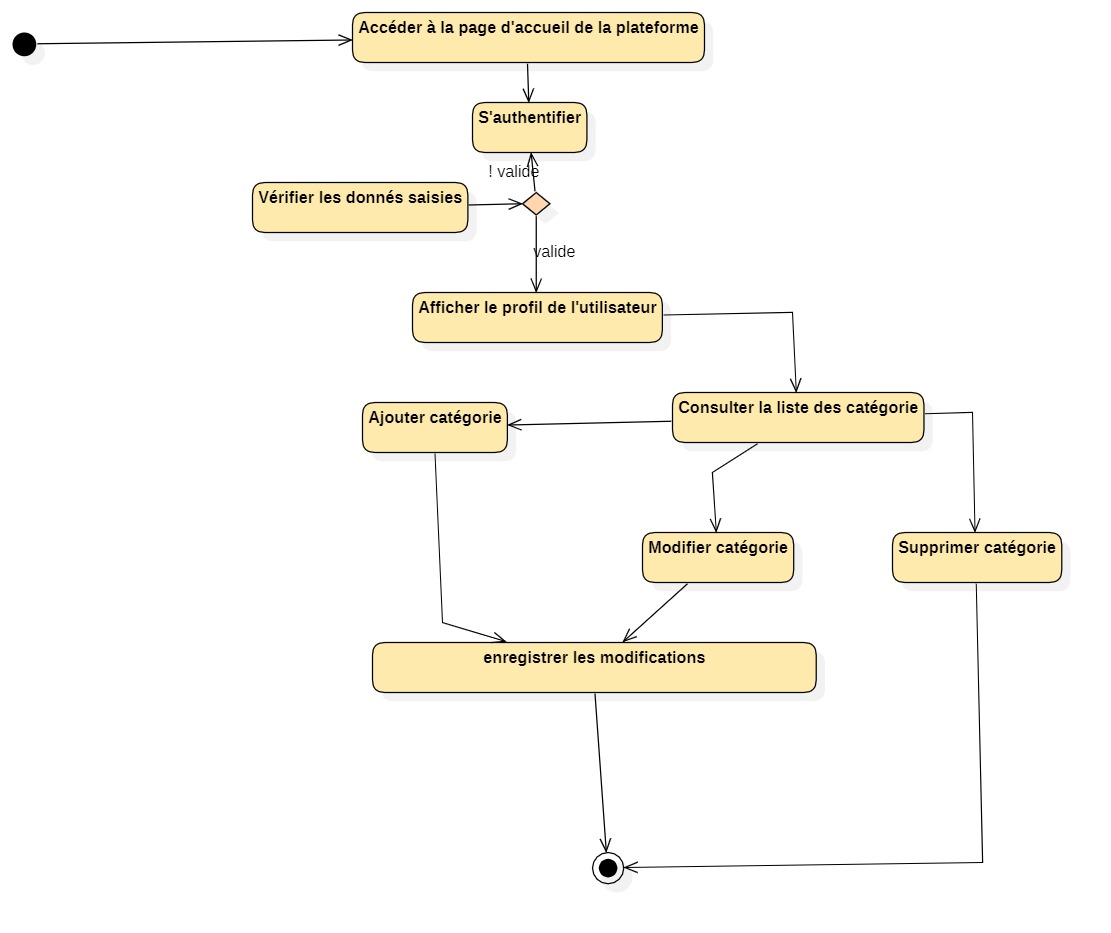 Accéder à la page d'accueil de la plateforme
S'authentifier
! valide
Vérifier les donnés saisies
valide
Afficher le profil de l'utilisateur
Consulter la liste des catégorie
Ajouter catégorie
Modifier catégorie
Supprimer catégorie
enregistrer les modifications